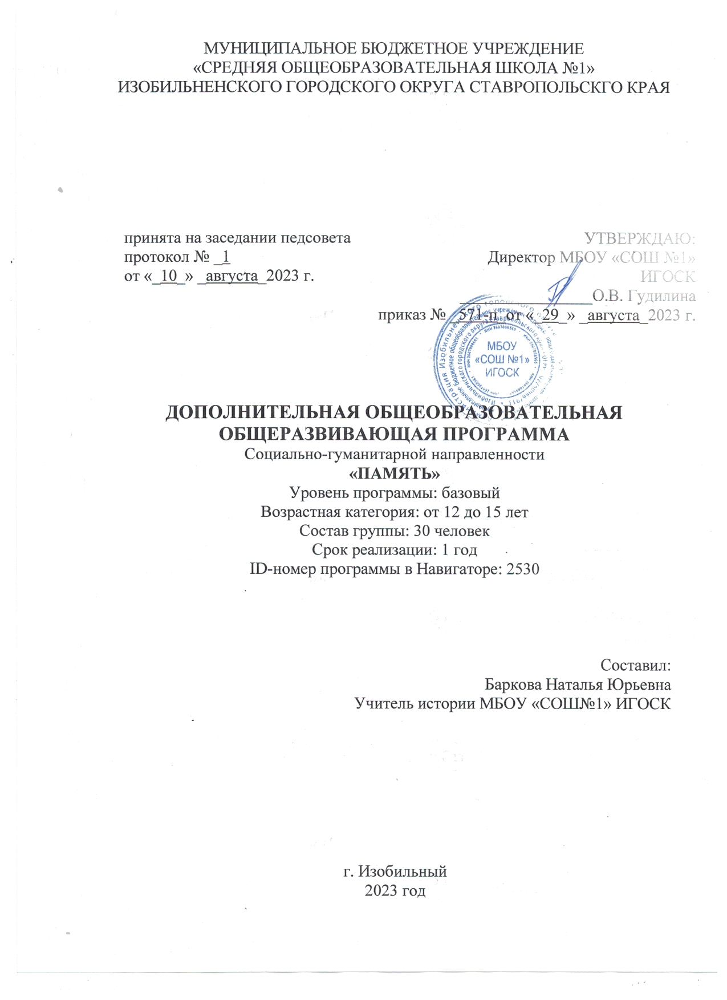 МУНИЦИПАЛЬНОЕ БЮДЖЕТНОЕ УЧРЕЖДЕНИЕ
«СРЕДНЯЯ ОБЩЕОБРАЗОВАТЕЛЬНАЯ ШКОЛА №1»
ИЗОБИЛЬНЕНСКОГО ГОРОДСКОГО ОКРУГА СТАВРОПОЛЬСКГО КРАЯ
принята на заседании педсовета
протокол № _1
от «_10_» _августа_2023 г.
УТВЕРЖДАЮ:
Директор МБОУ «СОШ №1»
ИГОСК
________________О.В. Гудилина
приказ № _571-п_от «_29_» _августа_2023 г.
МБОУ
«СОШ №1»
ИГОСК
ДОПОЛНИТЕЛЬНАЯ ОБЩЕОБРАЗОВАТЕЛЬНАЯ
ОБЩЕРАЗВИВАЮЩАЯ ПРОГРАММА
Социально-гуманитарной направленности
«ПАМЯТЬ»
Уровень программы: базовый
Возрастная категория: от 12 до 15 лет
Состав группы: 30 человек
Срок реализации: 1 год
ID-номер программы в Навигаторе: 2530
Составил:
Баркова Наталья Юрьевна
Учитель истории МБОУ «СОШ№1» ИГОСК
г. Изобильный
2023 год